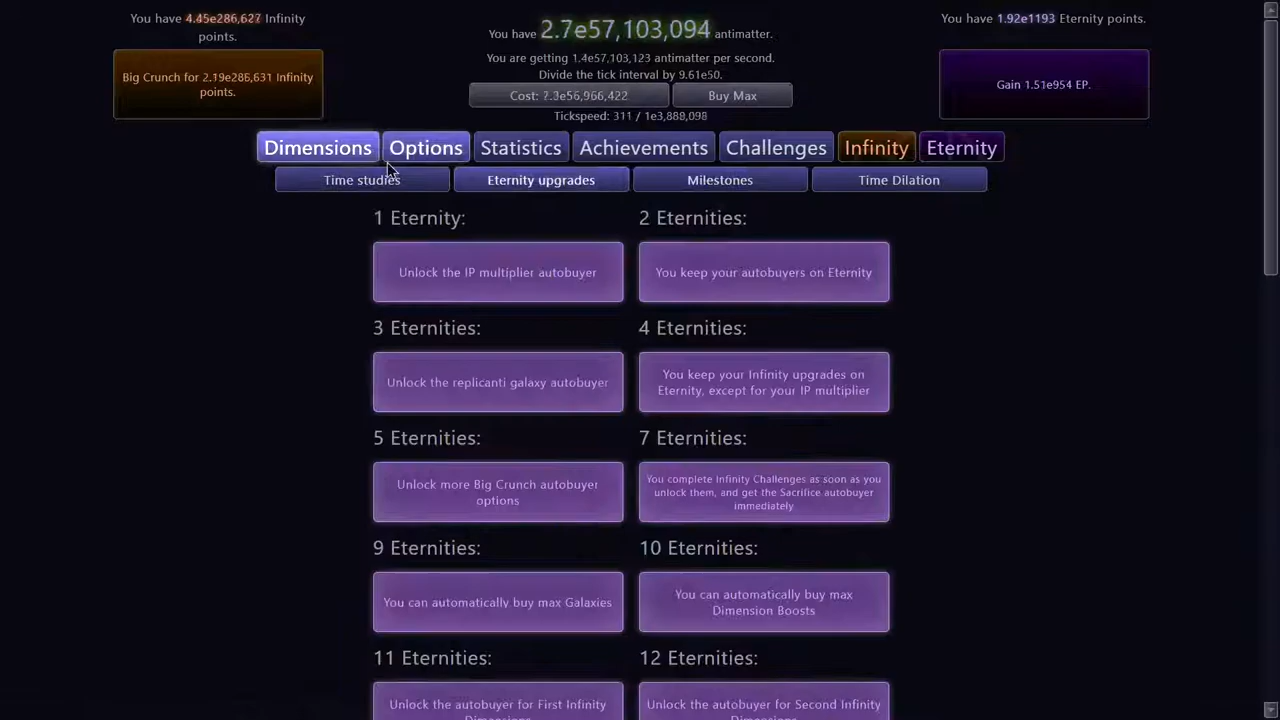 You have 4.45e286,627 Infinity
points.
Big Crunch for 2.19e286,631 Infinity
points.
You have 2.7e57,103,094 antimatter.
You are getting 1.4e57,103,123 antimatter per second.
Divide the tick interval by 9.61e50.
Cost: 2.3e56,966,422
Buy Max
Tickspeed: 311 / 1e3,888,098
You have 1.92e1193 Eternity points.
Gain 1.51e954 EP.
Dimensions
Options
Statistics
Achievements
Challenges
Infinity
Eternity
Time studies
Eternity upgrades
Milestones
Time Dilation
1 Eternity:
2 Eternities:
Unlock the IP multiplier autobuyer
You keep your autobuyers on Eternity
3 Eternities:
4 Eternities:
Unlock the replicanti galaxy autobuyer
You keep your Infinity upgrades on
Eternity, except for your IP multiplier
5 Eternities:
7 Eternities:
Unlock more Big Crunch autobuyer
options
You complete Infinity Challenges as soon as you
unlock them, and get the Sacrifice autobuyer
immediately
9 Eternities:
10 Eternities:
You can automatically buy max Galaxies
You can automatically buy max
Dimension Boosts
11 Eternities:
12 Eternities:
Unlock the autobuyer for First Infinity
Dimensions
Unlock the autobuyer for Second Infinity
Dimensions